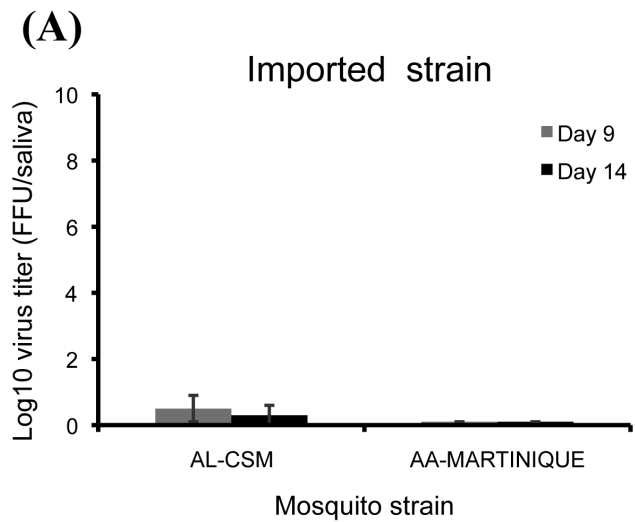 (A)
Imported strain
Log10 virus titer (FFU/saliva)
10
8
6
4
2
0
Day 9
Day 14
AL-CSM
AA-MARTINIQUE
Mosquito strain